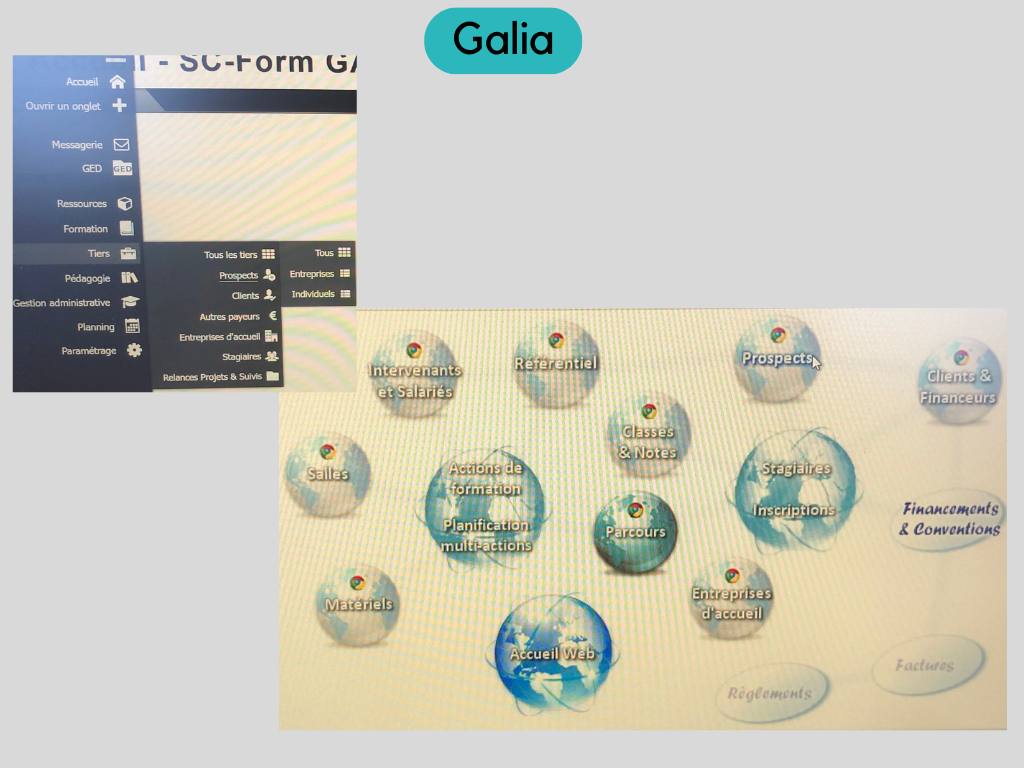 Galia
l - SC-Form GA
Accueil
Ouvrir un onglet
Messagerie
GED
GED
Ressources
Formation
Tiers
Pédagogie
Gestion administrative
Planning
Paramétrage
Tous les tiers
Prospects
Clients
Autres payeurs
€
Entreprises d'accueil
Stagiaires
Relances Projets & Suivis
Tous
Entreprises
Individuels
Intervenants
et Salariés
Référentiel
Prospects
Clients &
Financeurs
Classes
& Notes
Salles
Actions de
formation
Planification
multi-actions
Stagiaires
Inscriptions
Parcours
Financements
& Conventions
Matériels
Entreprises
d'accueil
Accueil Web
Règlements
Factures